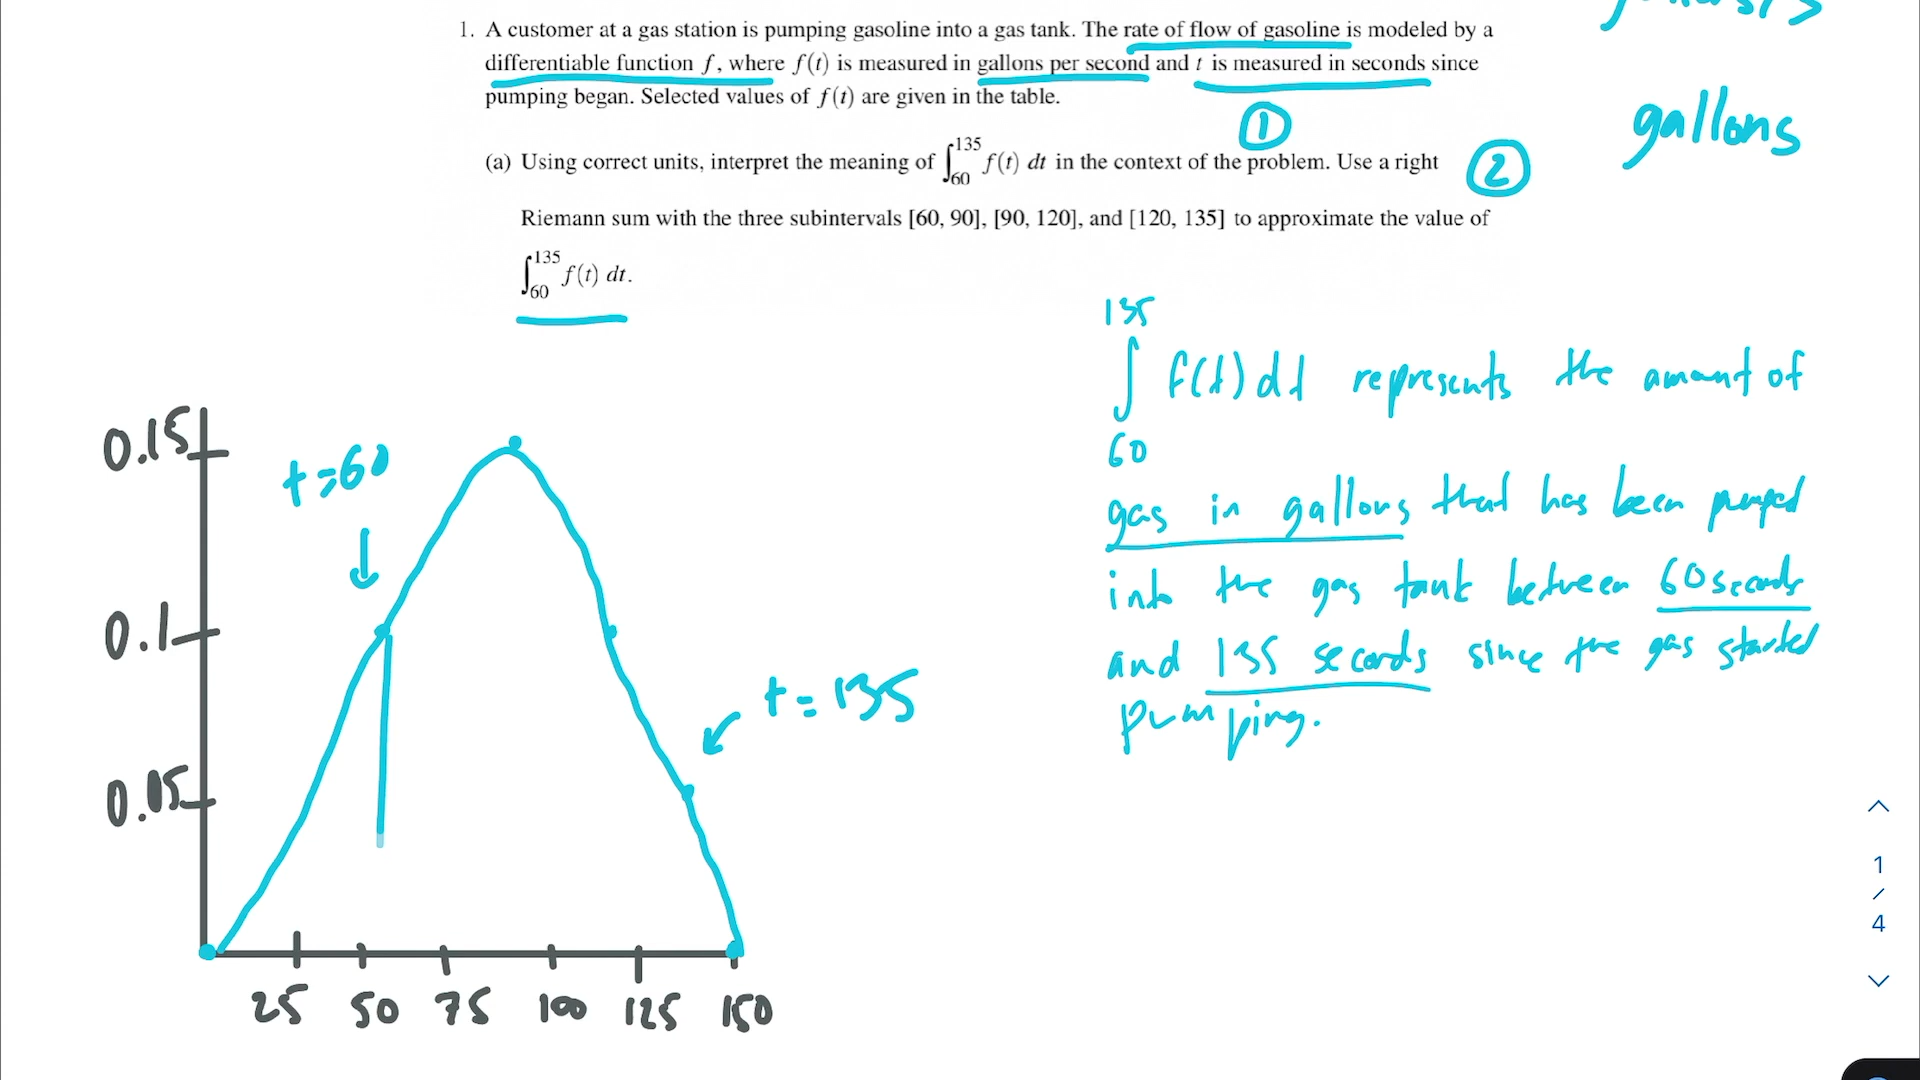 1. A customer at a gas station is pumping gasoline into a gas tank. The rate of flow of gasoline is modeled by a
differentiable function f, where f(t) is measured in gallons per second and t is measured in seconds since
pumping began. Selected values of f(t) are given in the table.
gallons
①
(a) Using correct units, interpret the meaning of ∫₆₀¹³⁵ f(t) dt in the context of the problem. Use a right
②
Riemann sum with the three subintervals [60, 90], [90, 120], and [120, 135] to approximate the value of
∫₆₀¹³⁵ f(t) dt.
∫₆₀¹³⁵ f(t) dt represents the amount of
gas in gallons that has been pumped
into the gas tank between 60 seconds
and 135 seconds since the gas started
pumping.
0.15
t=60
0.1
t=135
0.05
25 50 75 100 125 150
1
/
4